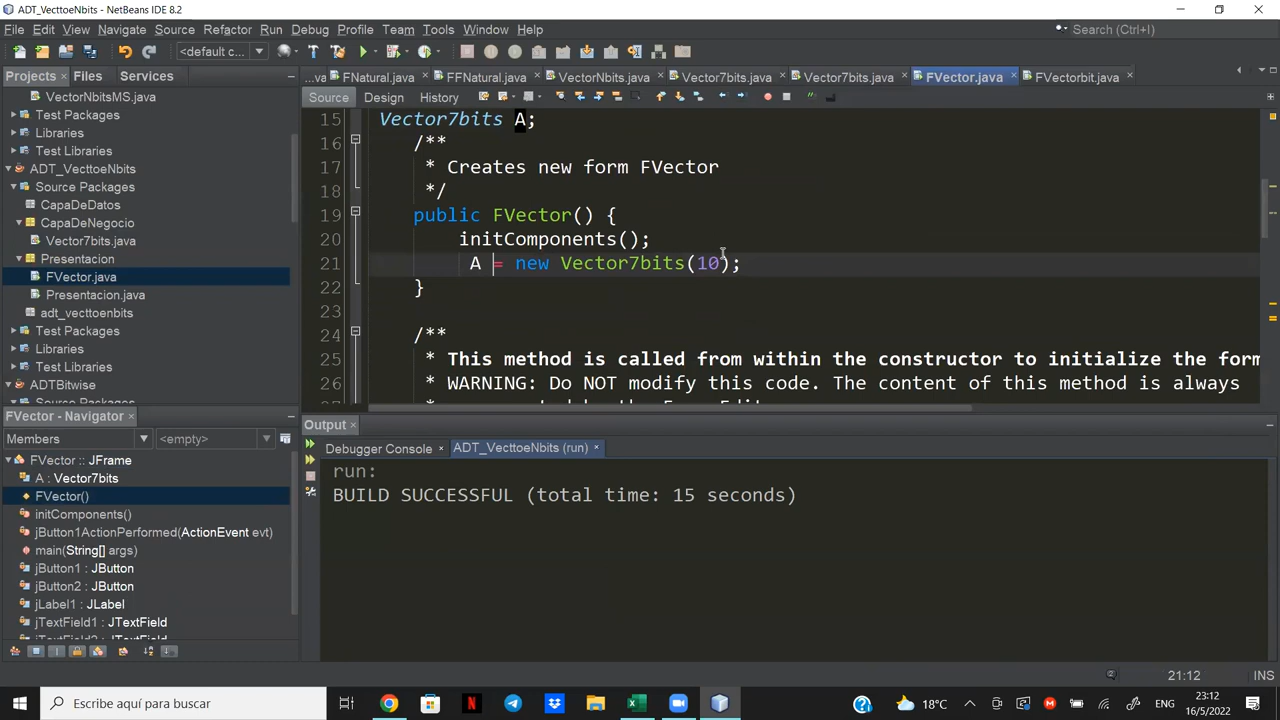 ADT_VecttoeNbits - NetBeans IDE 8.2
File Edit View Navigate Source Refactor Run Debug Profile Team Tools Window Help
Search (Ctrl+I)
<default c...
Projects Files Services
...va FNatural.java FFNatural.java VectorNbits.java Vector7bits.java Vector7bits.java FVector.java FVectorbit.java
Source Design History
VectorNbitsMS.java
Test Packages
Libraries
Test Libraries
ADT_VecttoeNbits
Source Packages
CapaDeDatos
CapaDeNegocio
Vector7bits.java
Presentacion
FVector.java
Presentacion.java
adt_vecttoenbits
Test Packages
Libraries
Test Libraries
ADTBitwise
15 Vector7bits A;
16 /**
17 * Creates new form FVector
18 */
19 public FVector() {
20 initComponents();
21 A = new Vector7bits(10);
22 }
23
24 /**
25 * This method is called from within the constructor to initialize the form
26 * WARNING: Do NOT modify this code. The content of this method is always
FVector - Navigator
Members <empty>
FVector :: JFrame
A : Vector7bits
FVector()
initComponents()
jButton1ActionPerformed(ActionEvent evt)
main(String[] args)
jButton1 : JButton
jButton2 : JButton
jLabel1 : JLabel
jTextField1 : JTextField
Output
Debugger Console ADT_VecttoeNbits (run)
run:
BUILD SUCCESSFUL (total time: 15 seconds)
21:12 INS
Escribe aquí para buscar
18°C ENG 23:12
16/5/2022